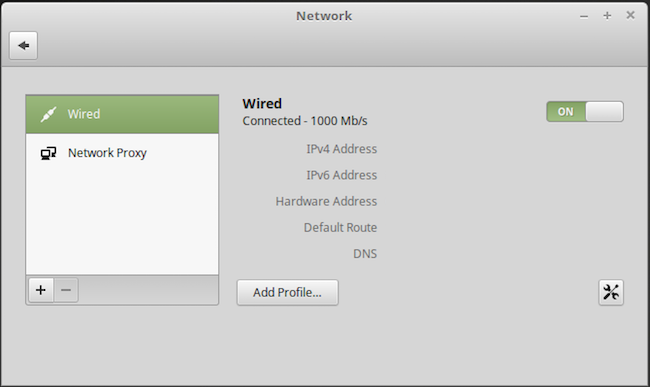 Network
Wired
Network Proxy
Wired
Connected - 1000 Mb/s
ON
IPv4 Address
IPv6 Address
Hardware Address
Default Route
DNS
Add Profile...